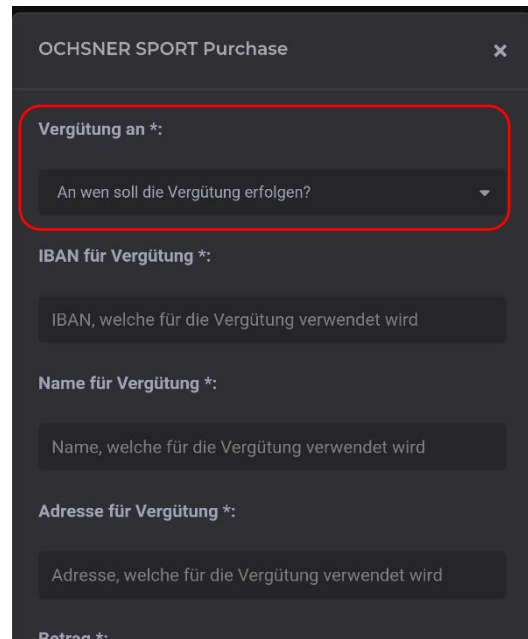 OCHSNER SPORT Purchase
Vergütung an *:
An wen soll die Vergütung erfolgen?
IBAN für Vergütung *:
IBAN, welche für die Vergütung verwendet wird
Name für Vergütung *:
Name, welche für die Vergütung verwendet wird
Adresse für Vergütung *:
Adresse, welche für die Vergütung verwendet wird
Betrag *: